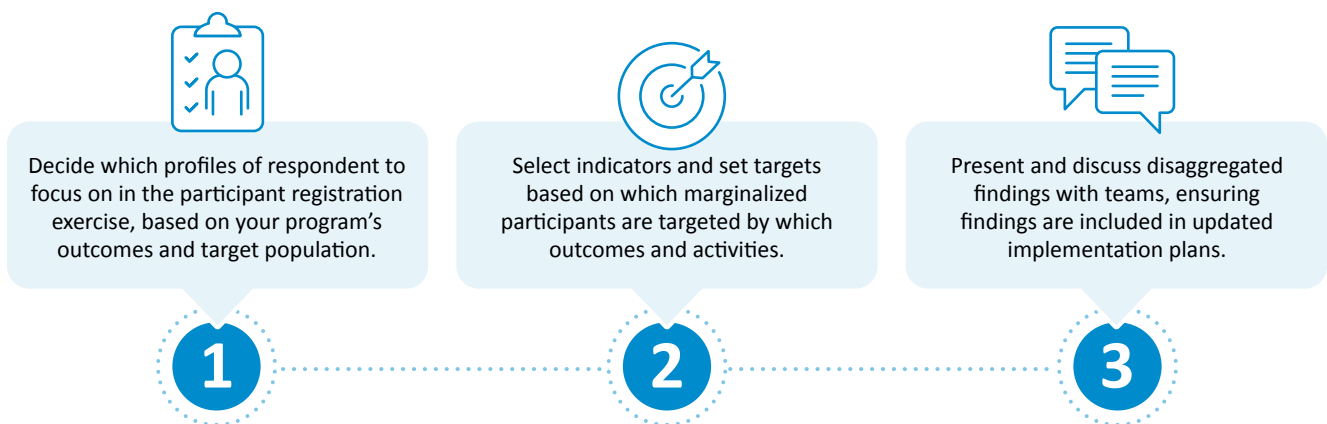 Decide which profiles of respondent to
focus on in the participant registration
exercise, based on your program's
outcomes and target population.
1
Select indicators and set targets
based on which marginalized
participants are targeted by which
outcomes and activities.
2
Present and discuss disaggregated
findings with teams, ensuring
findings are included in updated
implementation plans.
3